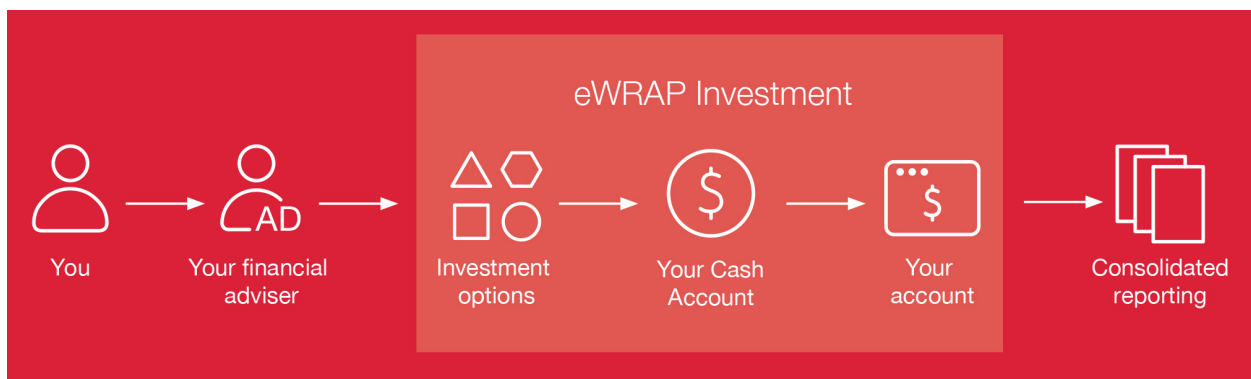 eWRAP Investment
AD
$
$
You
Your financial
adviser
Investment
options
Your Cash
Account
Your
account
Consolidated
reporting